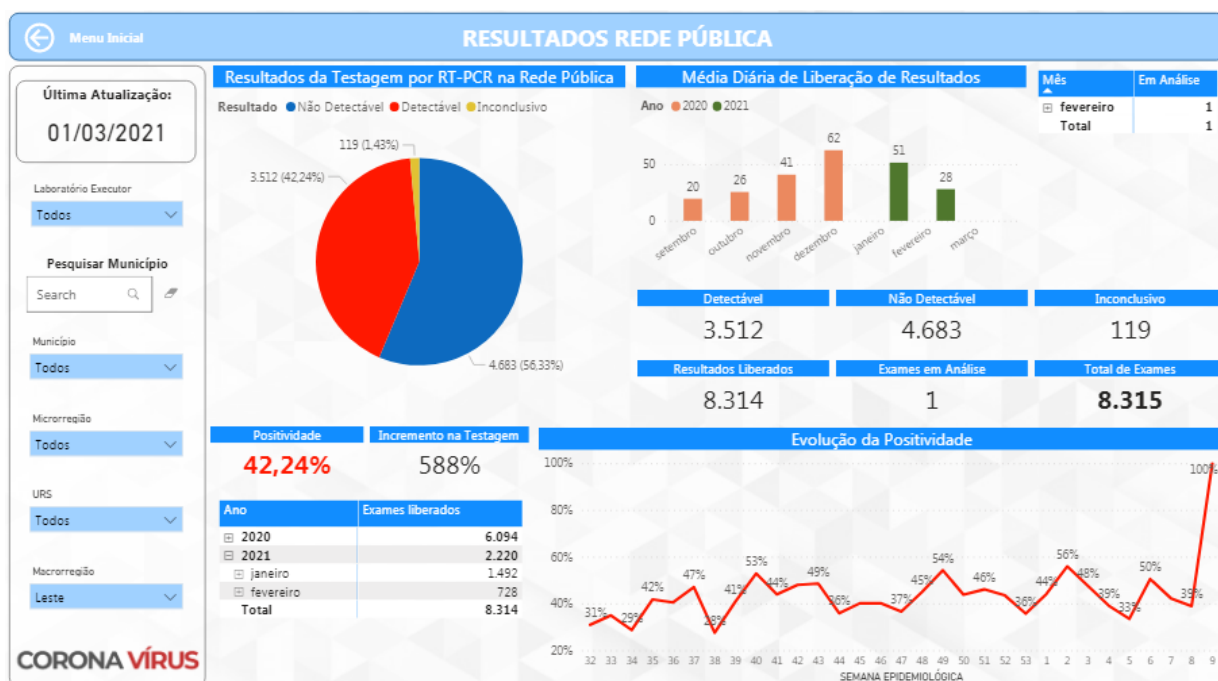 Menu Inicial
RESULTADOS REDE PÚBLICA
Última Atualização:
01/03/2021
Laboratório Executor
Todos
Pesquisar Município
Search
Município
Todos
Microrregião
Todos
URS
Todos
Macrorregião
Leste
CORONA VÍRUS
Resultados da Testagem por RT-PCR na Rede Pública
Resultado Não Detectável Detectável Inconclusivo
119 (1,43%)
3.512 (42,24%)
4.683 (56,33%)
Média Diária de Liberação de Resultados
Ano 2020 2021
50
0
20 26 41 62 51 28
setembro outubro novembro dezembro janeiro fevereiro março
Mês Em Análise
fevereiro 1
Total 1
Detectável Não Detectável Inconclusivo
3.512 4.683 119
Resultados Liberados Exames em Análise Total de Exames
8.314 1 8.315
Positividade Incremento na Testagem
42,24% 588%
Ano Exames liberados
2020 6.094
2021 2.220
janeiro 1.492
fevereiro 728
Total 8.314
Evolução da Positividade
100%
80%
60%
40%
20%
31% 29% 42% 47% 28% 41% 53% 44% 49% 36% 37% 45% 54% 46% 36% 44% 56% 48% 39% 33% 50% 39% 100%
32 33 34 35 36 37 38 39 40 41 42 43 44 45 46 47 48 49 50 51 52 53 1 2 3 4 5 6 7 8 9
SEMANA EPIDEMIOLÓGICA